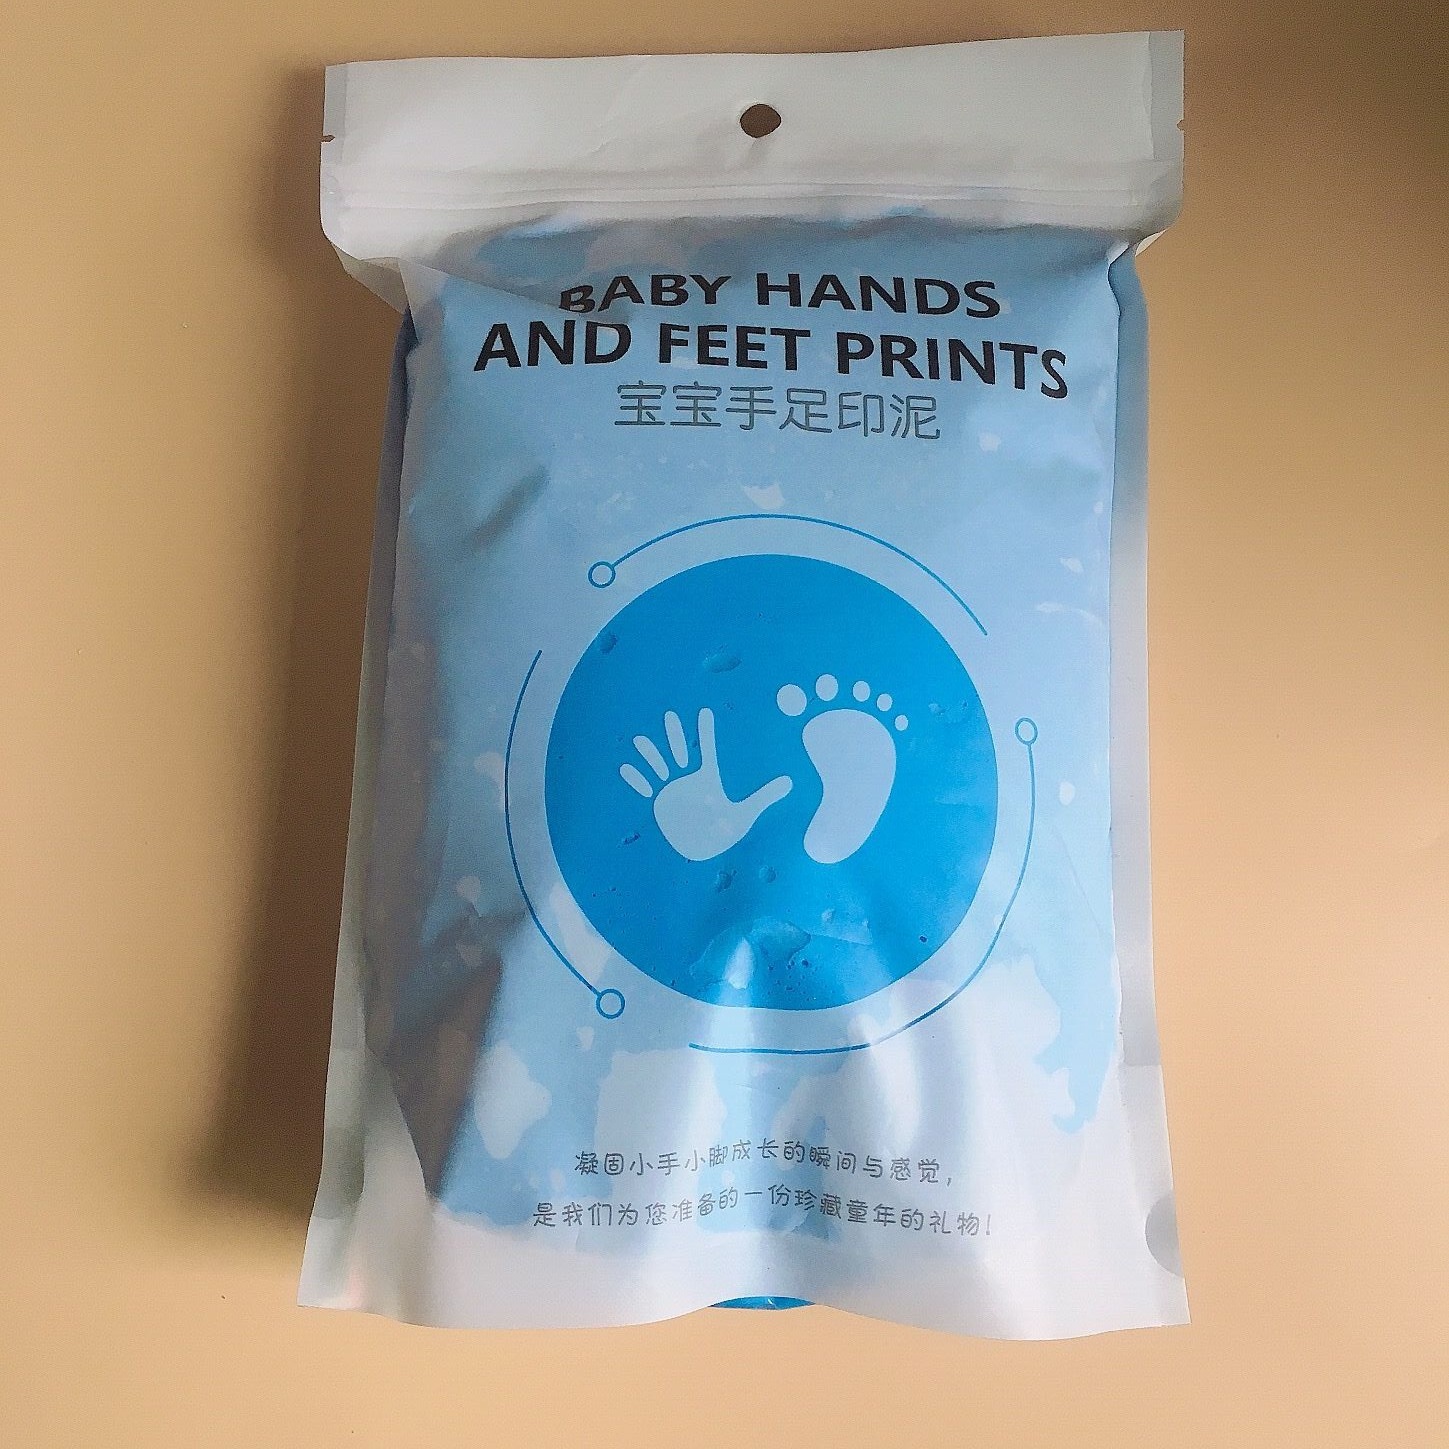 BABY HANDS
AND FEET PRINTS
宝宝手足印泥
凝固小手小脚成长的瞬间与感觉，
是我们为您准备的一份珍藏童年的礼物！